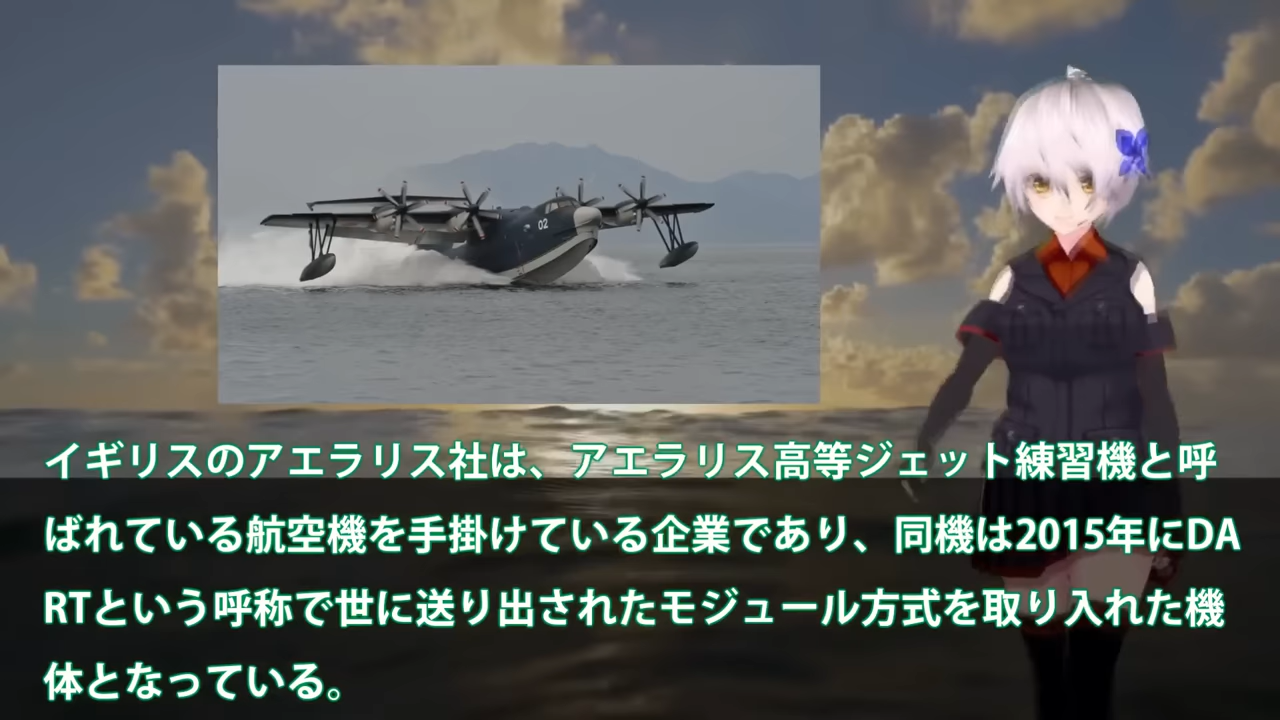 02
イギリスのアエラリス社は、アエラリス高等ジェット練習機と呼
ばれている航空機を手掛けている企業であり、同機は2015年にDA
RTという呼称で世に送り出されたモジュール方式を取り入れた機
体となっている。